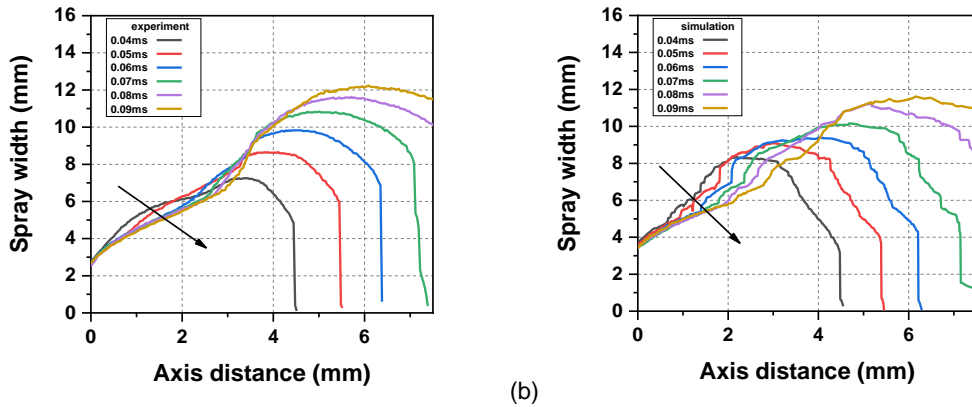 experiment
0.04ms
0.05ms
0.06ms
0.07ms
0.08ms
0.09ms
16
14
12
10
8
6
4
2
0
0
2
4
6
Spray width (mm)
Axis distance (mm)
(b)
simulation
0.04ms
0.05ms
0.06ms
0.07ms
0.08ms
0.09ms
16
14
12
10
8
6
4
2
0
0
2
4
6
Spray width (mm)
Axis distance (mm)